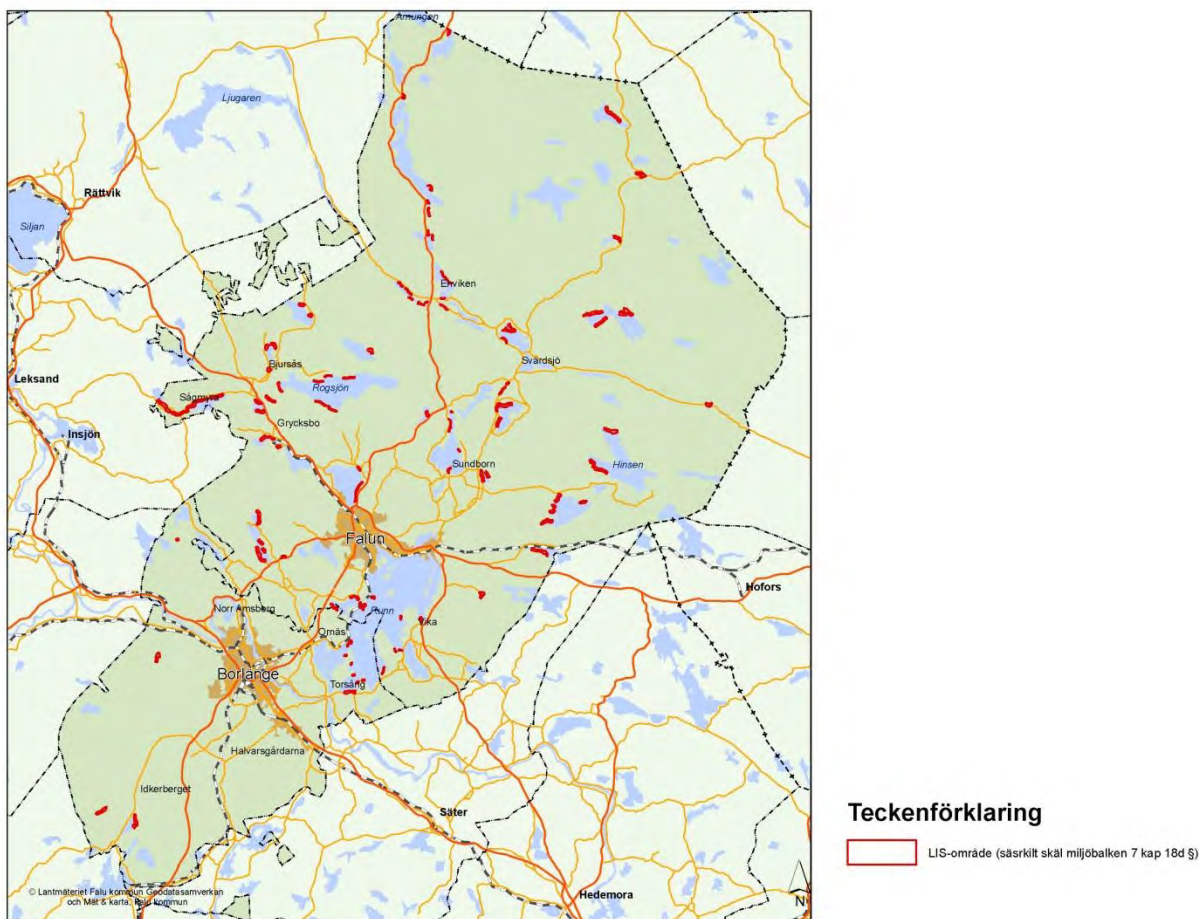 Amungen
Ljugaren
Rättvik
Siljan
Enviken
Svärdsjö
Bjursås
Rogsjön
Leksand
Sågmyra
Grycksbo
Insjön
Sundborn
Hinsen
Falun
Hofors
Norr Amsberg
Runn
Vika
Ornäs
Borlänge
Torsång
Halvarsgårdarna
Idkerberget
Säter
Hedemora
© Lantmäteriet Falu kommun Geodatasamverkan
och Mät & karta, Falu kommun
N
Teckenförklaring
LIS-område (säsrkilt skäl miljöbalken 7 kap 18d §)